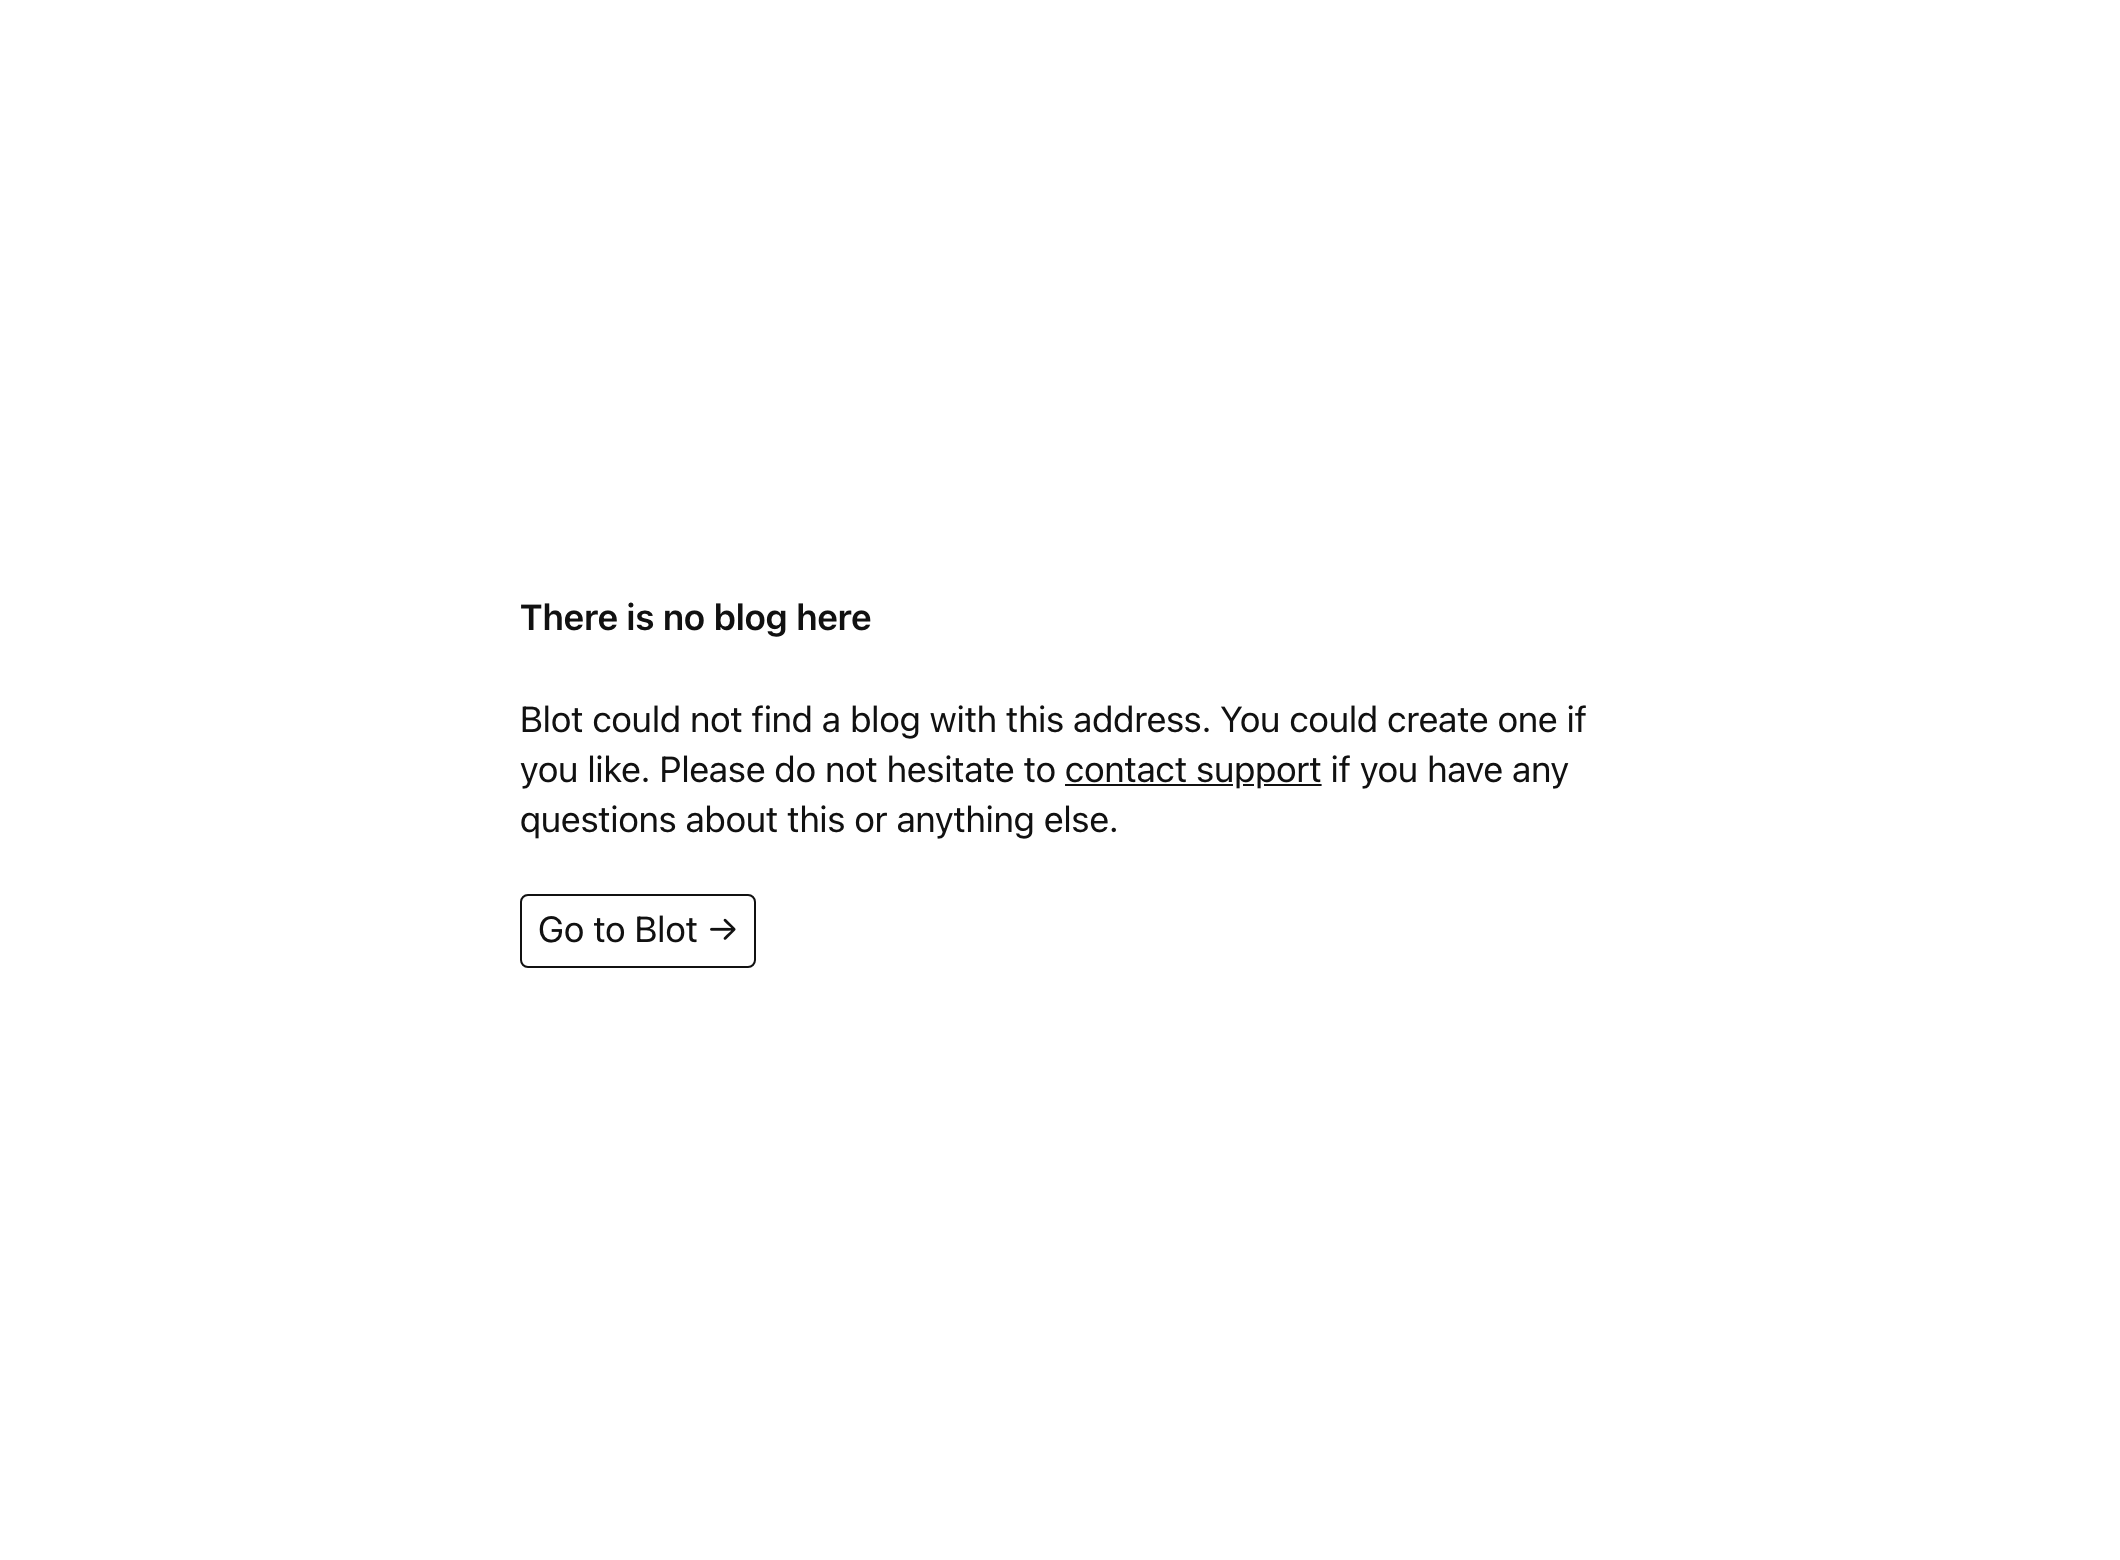 There is no blog here
Blot could not find a blog with this address. You could create one if
you like. Please do not hesitate to contact support if you have any
questions about this or anything else.
Go to Blot →